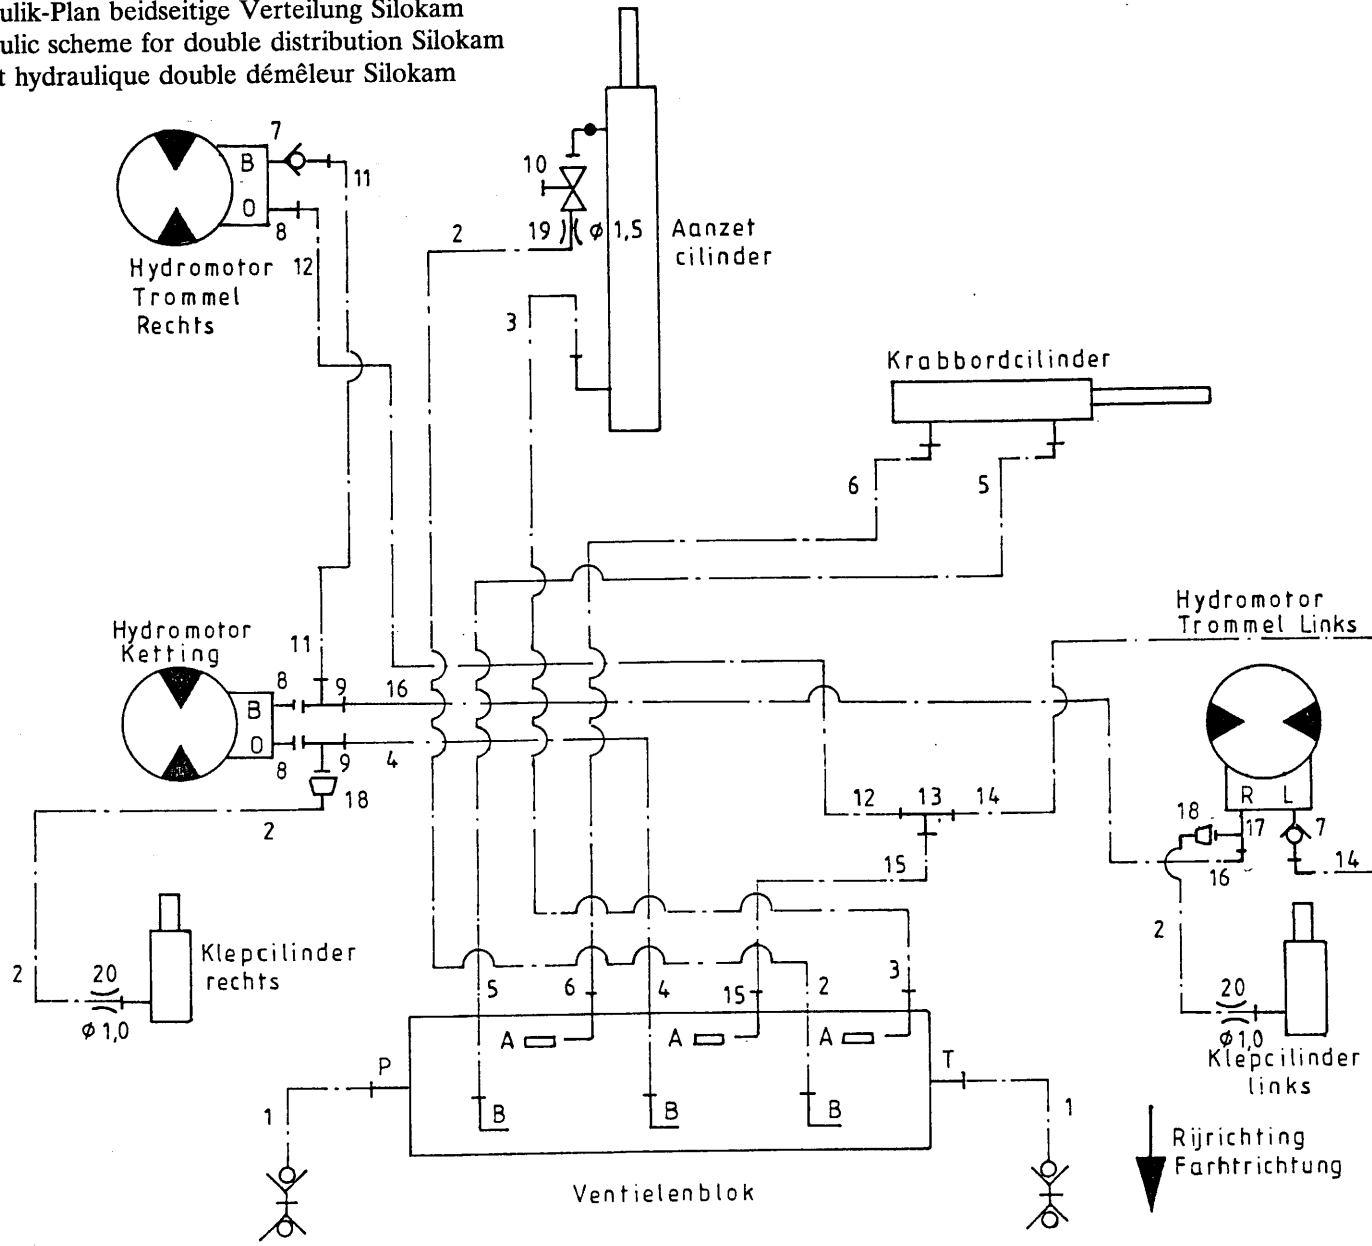 ulik-Plan beidseitige Verteilung Silokam
ulic scheme for double distribution Silokam
t hydraulique double démêleur Silokam
7
B
11
O
8
12
Hydromotor
Trommel
Rechts
10
2
19
ϕ 1,5
Aanzet
cilinder
3
Krabbordcilinder
6
5
Hydromotor
Trommel Links
Hydromotor
Ketting
11
8
9
16
B
O
8
9
4
18
2
12
13
14
15
R L
18
17
7
16
14
2
Klepcilinder
rechts
2
20
ϕ 1,0
20
ϕ 1,0
Klepcilinder
links
5
6
4
15
2
3
A
A
A
P
T
B
B
B
1
1
Ventielenblok
Rijrichting
Farhtrichtung